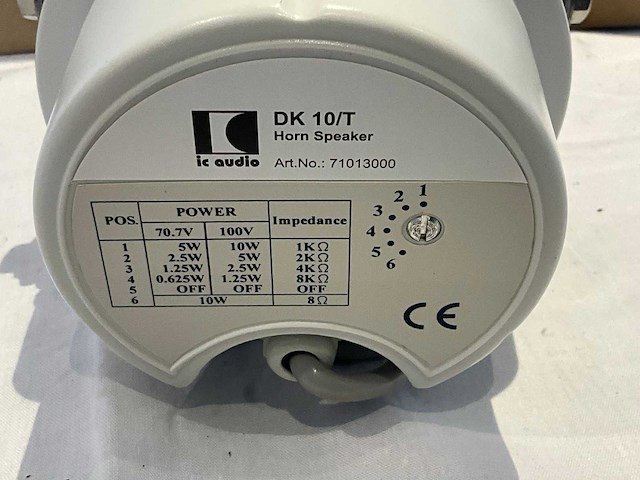 DK 10/T
Horn Speaker
ic audio
Art.No.: 71013000
POS. POWER Impedance
70.7V 100V
1 5W 10W 1KΩ
2 2.5W 5W 2KΩ
3 1.25W 2.5W 4KΩ
4 0.625W 1.25W 8KΩ
5 OFF OFF OFF
6 10W 8Ω
1
2
3
4
5
6
CE